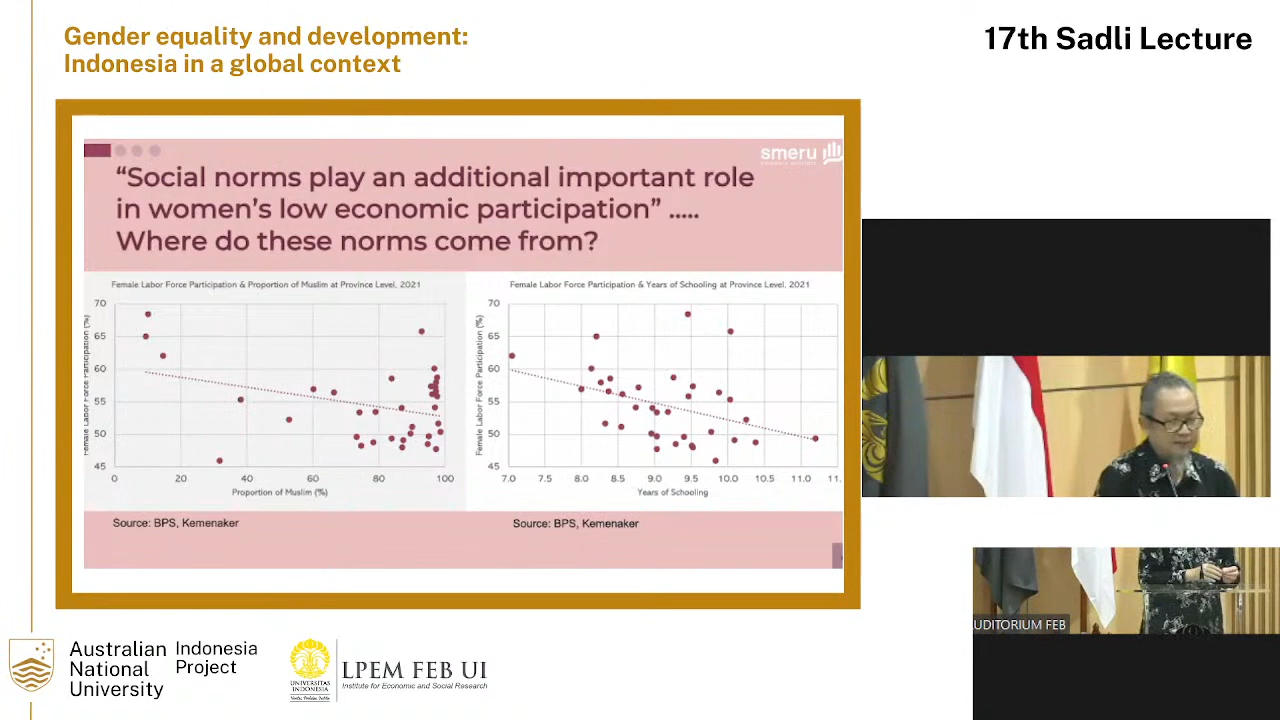 Gender equality and development:
Indonesia in a global context
17th Sadli Lecture
smeru
“Social norms play an additional important role
in women’s low economic participation” .....
Where do these norms come from?
Female Labor Force Participation & Proportion of Muslim at Province Level, 2021
Female Labor Force Participation (%)
70
65
60
55
50
45
0
20
40
60
80
100
Proportion of Muslim (%)
Source: BPS, Kemenaker
Female Labor Force Participation & Years of Schooling at Province Level, 2021
Female Labor Force Participation (%)
70
65
60
55
50
45
7.0
7.5
8.0
8.5
9.0
9.5
10.0
10.5
11.0
11.
Years of Schooling
Source: BPS, Kemenaker
UDITORIUM FEB
Australian
National
University
Indonesia
Project
UNIVERSITAS
INDONESIA
LPEM FEB UI
Institute for Economic and Social Research